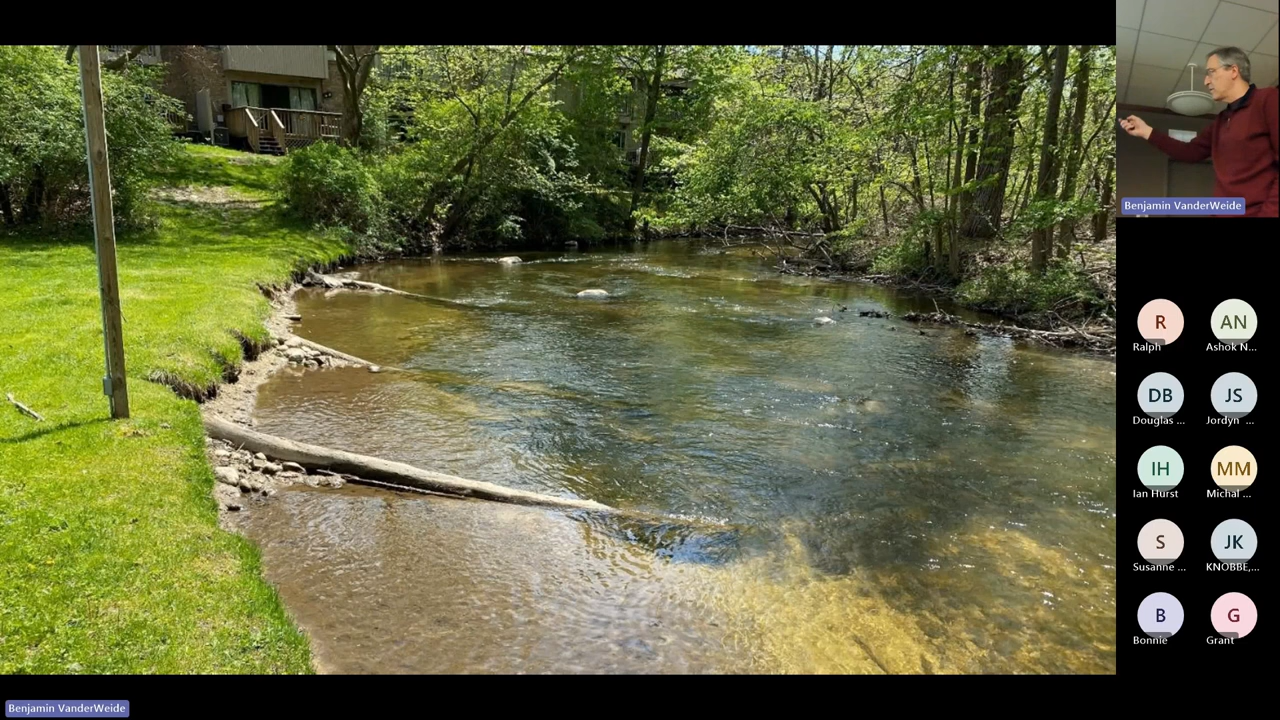 Benjamin VanderWeide
R
AN
Ralph
Ashok N...
DB
JS
Douglas ...
Jordyn ...
IH
MM
Ian Hurst
Michal ...
S
JK
Susanne ...
KNOBBE,...
B
G
Bonnie
Grant
Benjamin VanderWeide